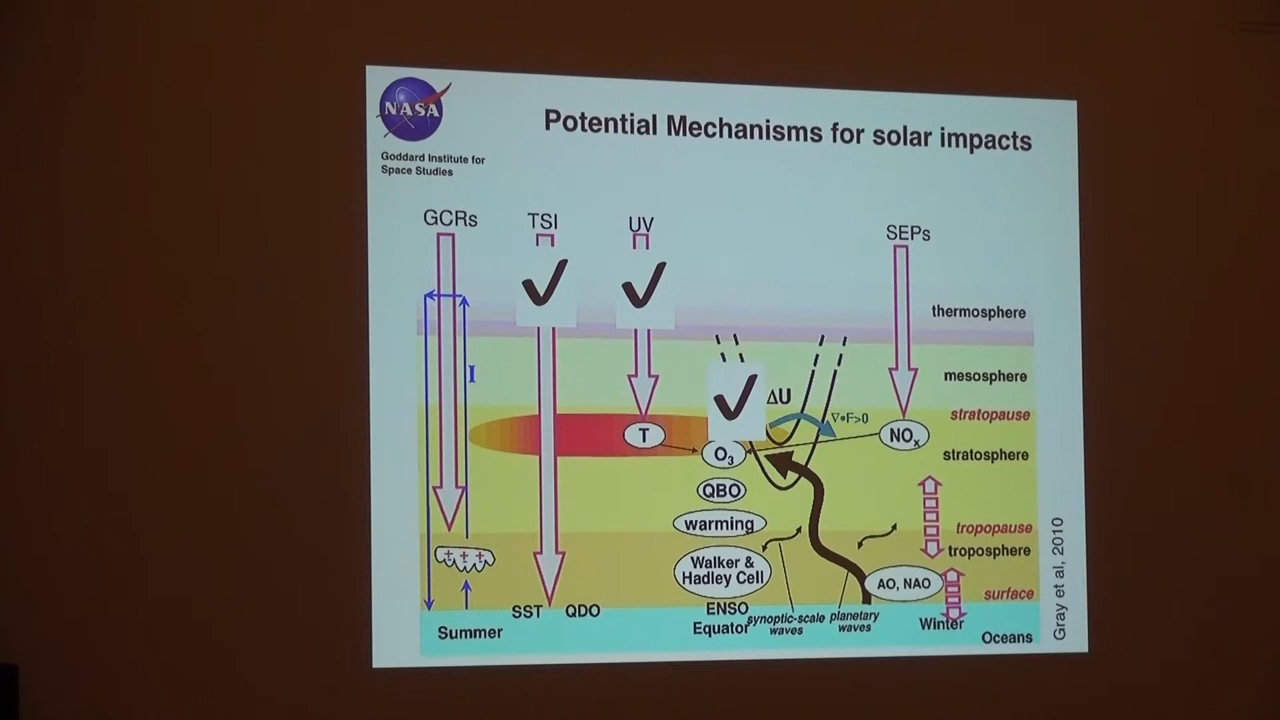 NASA
Goddard Institute for
Space Studies
Potential Mechanisms for solar impacts
GCRs
TSI
UV
SEPs
thermosphere
I
mesosphere
ΔU
stratopause
∇•F>0
T
O3
NOx
stratosphere
QBO
warming
tropopause
troposphere
+ + +
Walker &
Hadley Cell
AO, NAO
surface
SST QDO
ENSO
Equator
synoptic-scale
waves
planetary
waves
Winter
Summer
Oceans
Gray et al, 2010